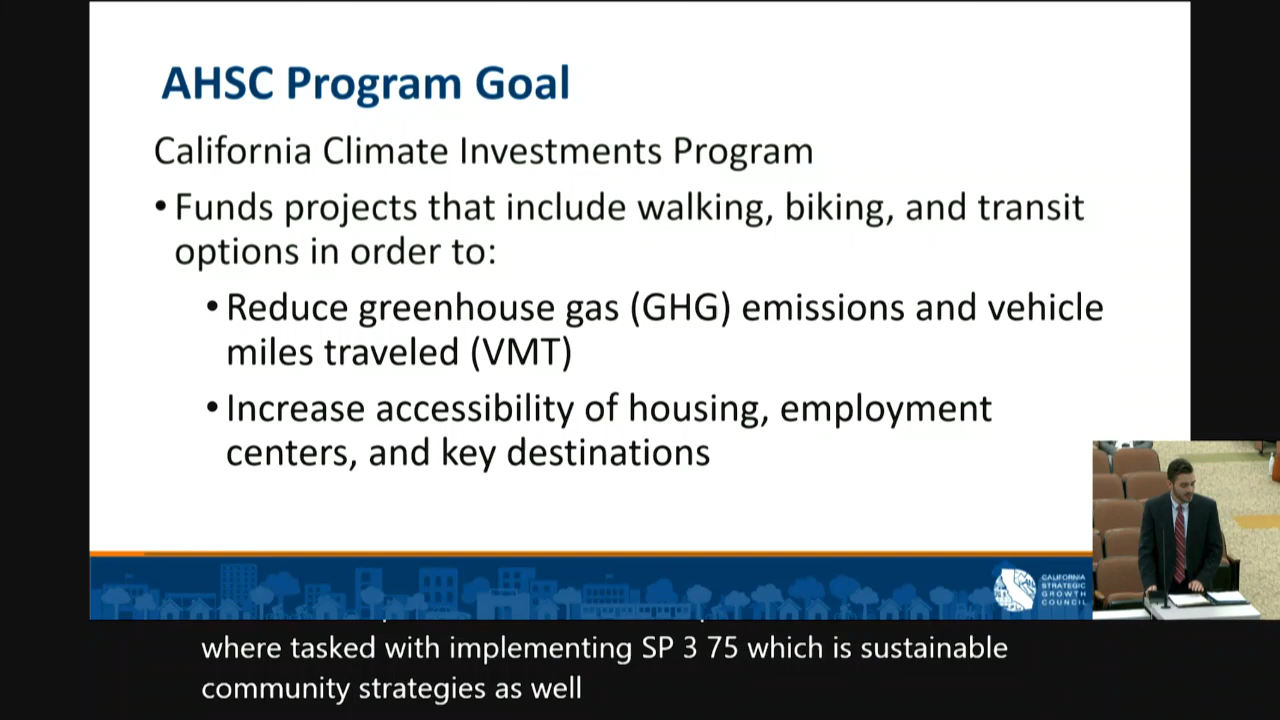 AHSC Program Goal
California Climate Investments Program
• Funds projects that include walking, biking, and transit
options in order to:
• Reduce greenhouse gas (GHG) emissions and vehicle
miles traveled (VMT)
• Increase accessibility of housing, employment
centers, and key destinations
CALIFORNIA
STRATEGIC
GROWTH
COUNCIL
where tasked with implementing SP 3 75 which is sustainable
community strategies as well